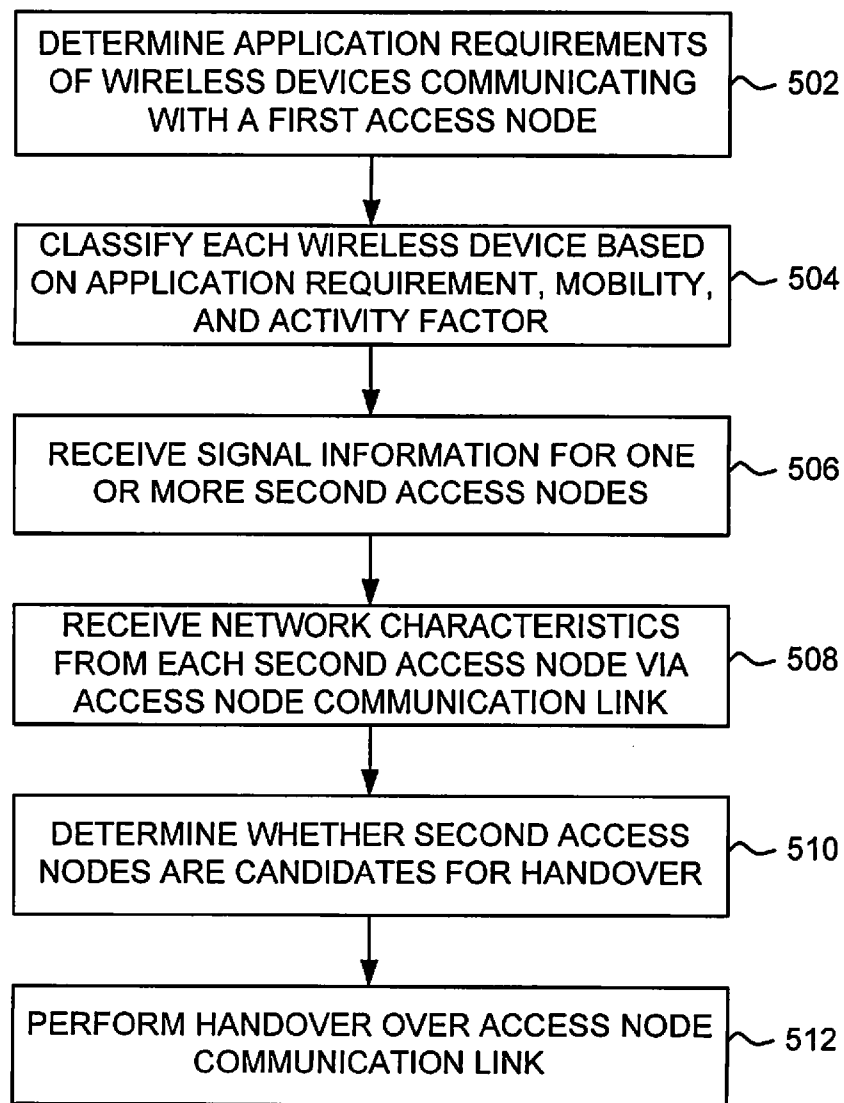 DETERMINE APPLICATION REQUIREMENTS
OF WIRELESS DEVICES COMMUNICATING
WITH A FIRST ACCESS NODE
502
CLASSIFY EACH WIRELESS DEVICE BASED
ON APPLICATION REQUIREMENT, MOBILITY,
AND ACTIVITY FACTOR
504
RECEIVE SIGNAL INFORMATION FOR ONE
OR MORE SECOND ACCESS NODES
506
RECEIVE NETWORK CHARACTERISTICS
FROM EACH SECOND ACCESS NODE VIA
ACCESS NODE COMMUNICATION LINK
508
DETERMINE WHETHER SECOND ACCESS
NODES ARE CANDIDATES FOR HANDOVER
510
PERFORM HANDOVER OVER ACCESS NODE
COMMUNICATION LINK
512